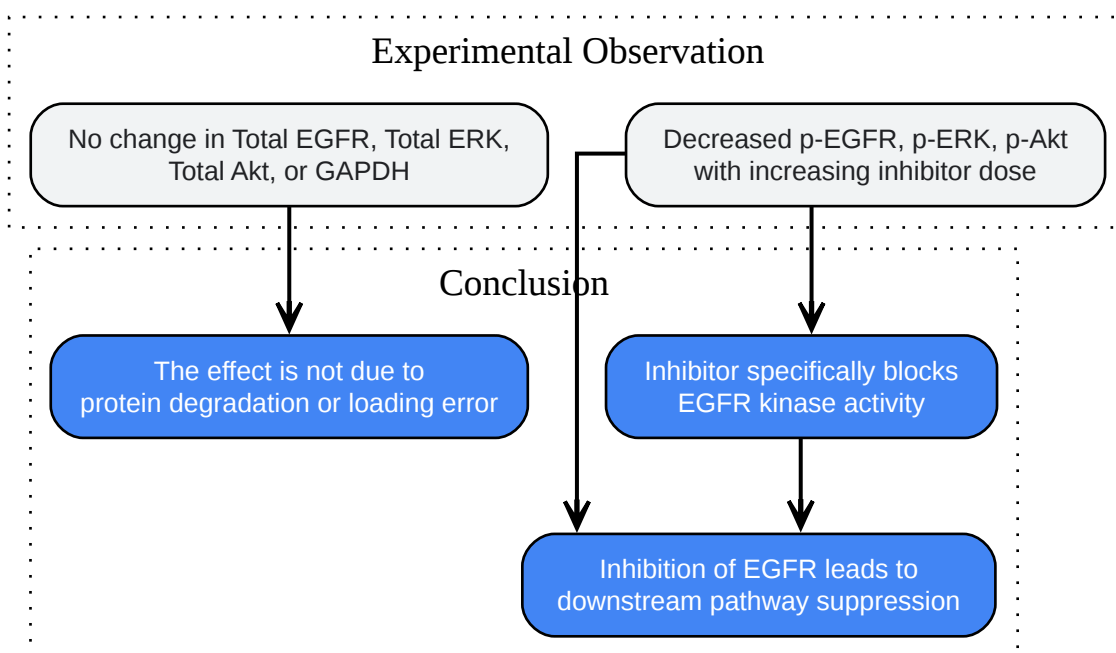 Experimental Observation
No change in Total EGFR, Total ERK,
Total Akt, or GAPDH
Decreased p-EGFR, p-ERK, p-Akt
with increasing inhibitor dose
Conclusion
The effect is not due to
protein degradation or loading error
Inhibitor specifically blocks
EGFR kinase activity
Inhibition of EGFR leads to
downstream pathway suppression